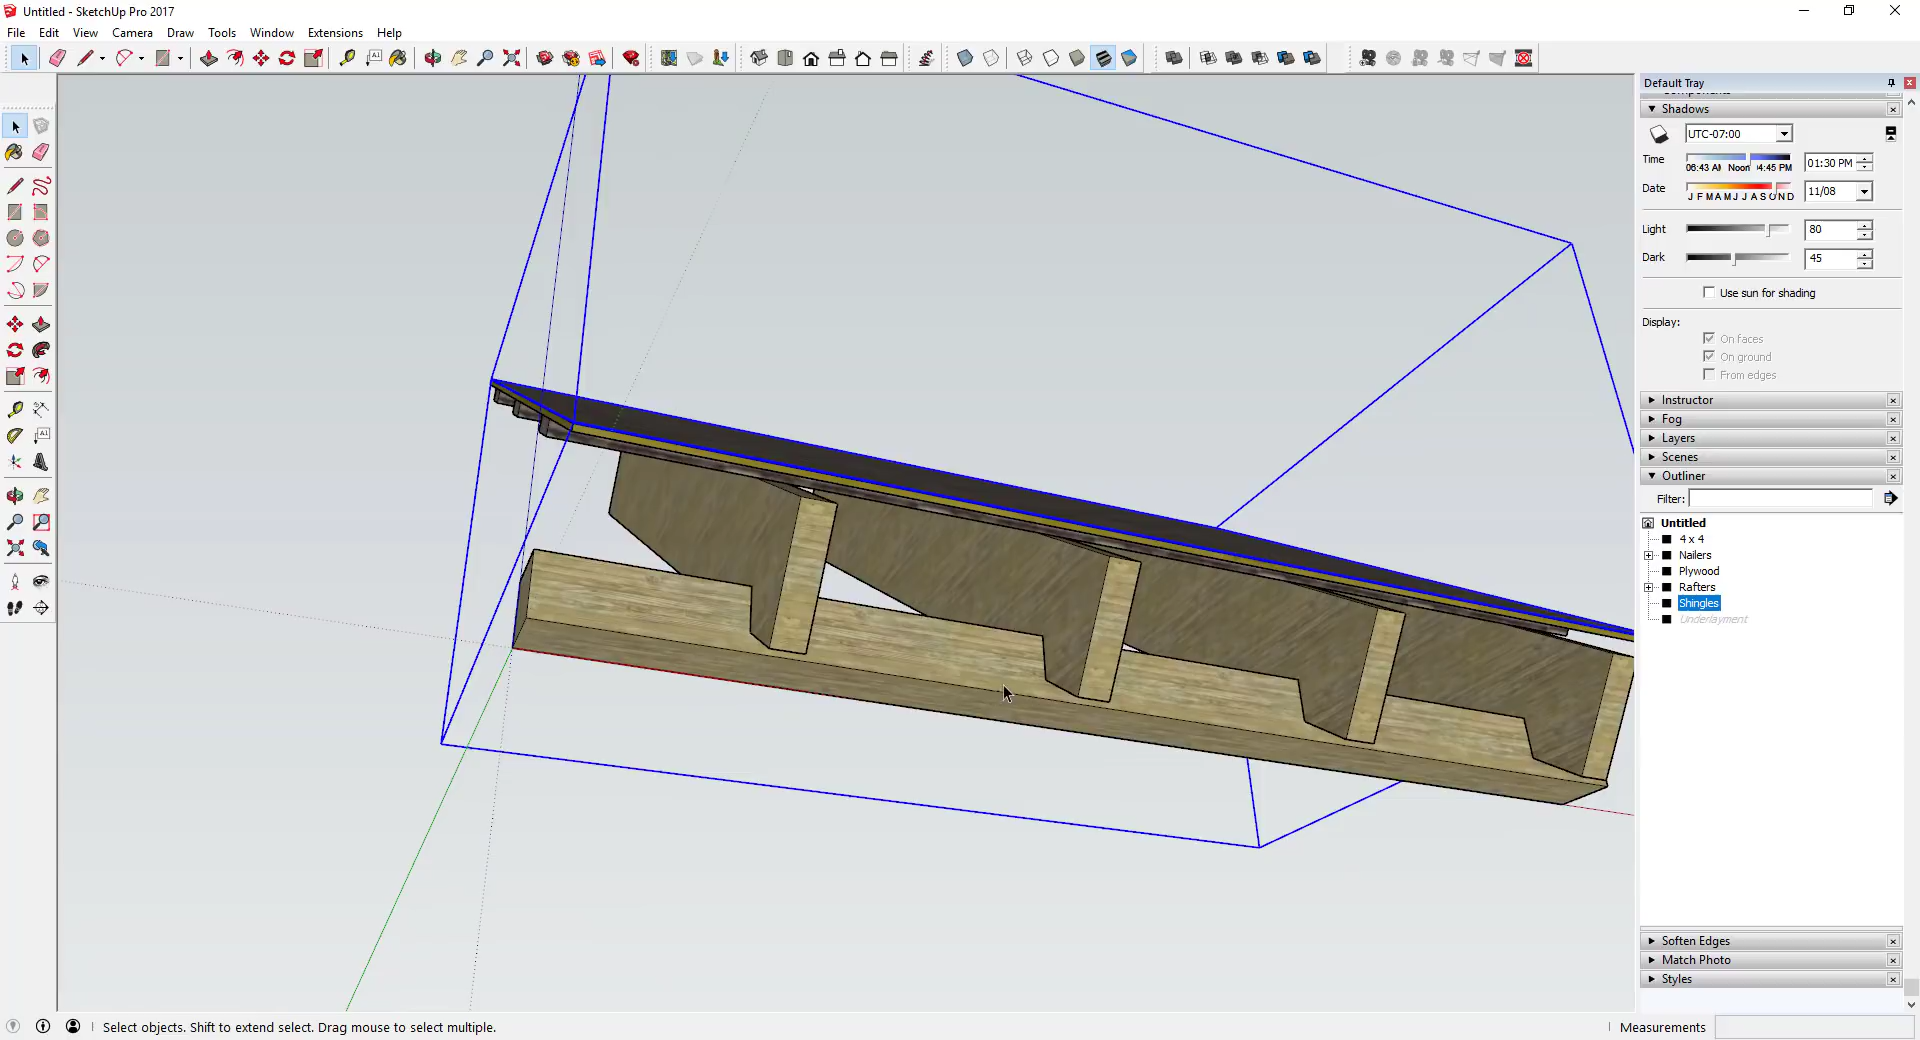 Untitled - SketchUp Pro 2017
File Edit View Camera Draw Tools Window Extensions Help
Default Tray
Components
Shadows
UTC-07:00
Time
06:43 AM Noon 04:45 PM
01:30 PM
Date
J F M A M J J A S O N D
11/08
Light
80
Dark
45
Use sun for shading
Display:
On faces
On ground
From edges
Instructor
Fog
Layers
Scenes
Outliner
Filter:
Untitled
4 x 4
Nailers
Plywood
Rafters
Shingles
Underlayment
Soften Edges
Match Photo
Styles
Select objects. Shift to extend select. Drag mouse to select multiple.
Measurements